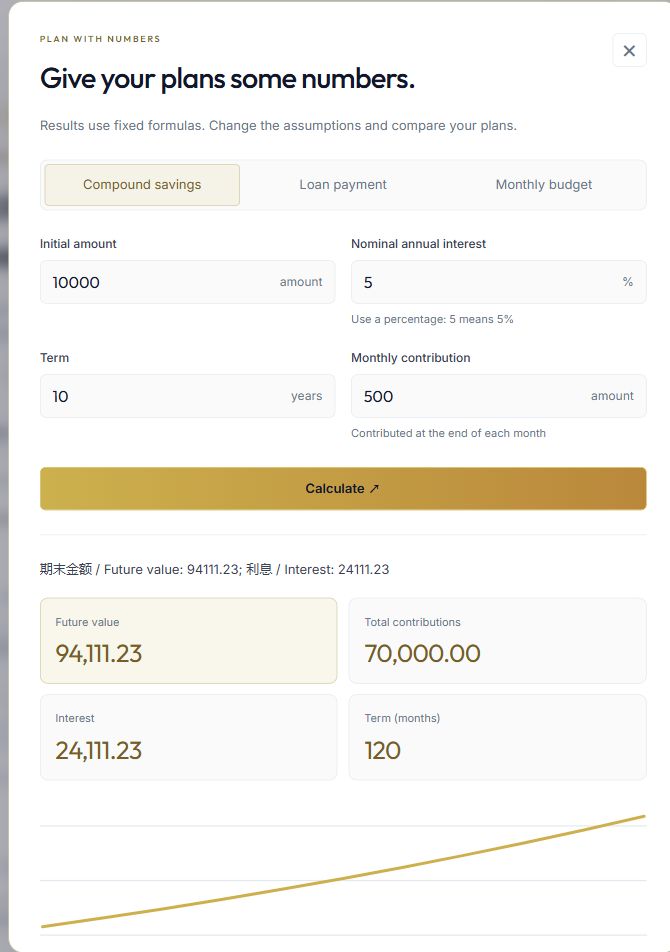 PLAN WITH NUMBERS
Give your plans some numbers.
Results use fixed formulas. Change the assumptions and compare your plans.
Compound savings Loan payment Monthly budget
Initial amount Nominal annual interest
10000 amount 5 %
Use a percentage: 5 means 5%
Term Monthly contribution
10 years 500 amount
Contributed at the end of each month
Calculate ↗
期末金额 / Future value: 94111.23; 利息 / Interest: 24111.23
Future value Total contributions
94,111.23 70,000.00
Interest Term (months)
24,111.23 120